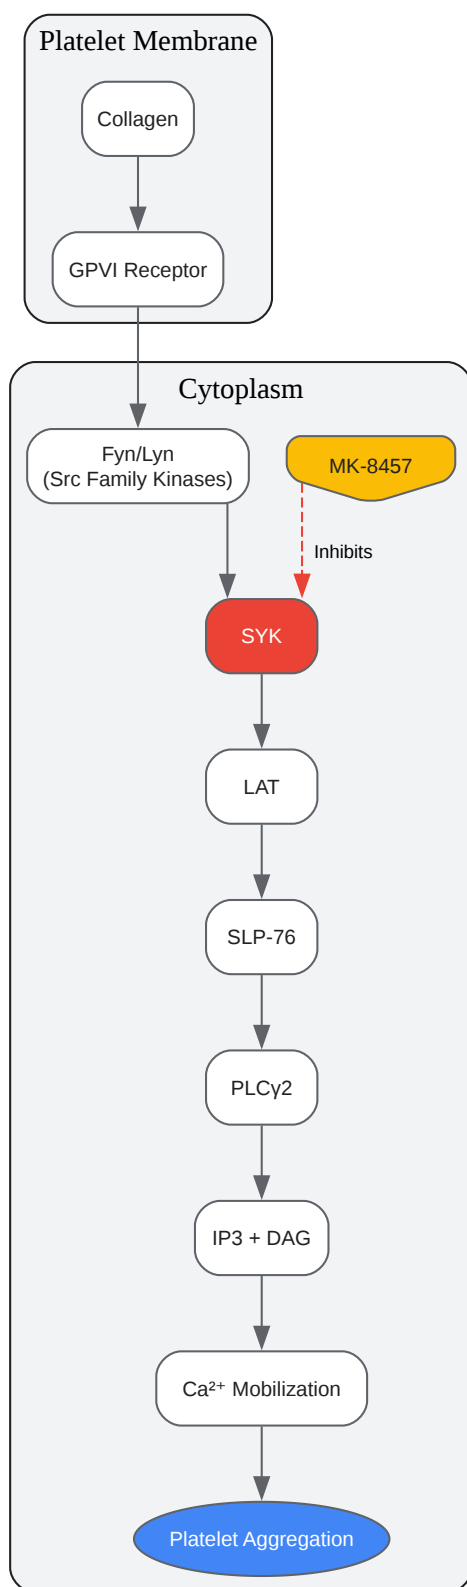 Platelet Membrane
Collagen
GPVI Receptor
Cytoplasm
Fyn/Lyn
(Src Family Kinases)
MK-8457
Inhibits
SYK
LAT
SLP-76
PLCγ2
IP3 + DAG
Ca²⁺ Mobilization
Platelet Aggregation